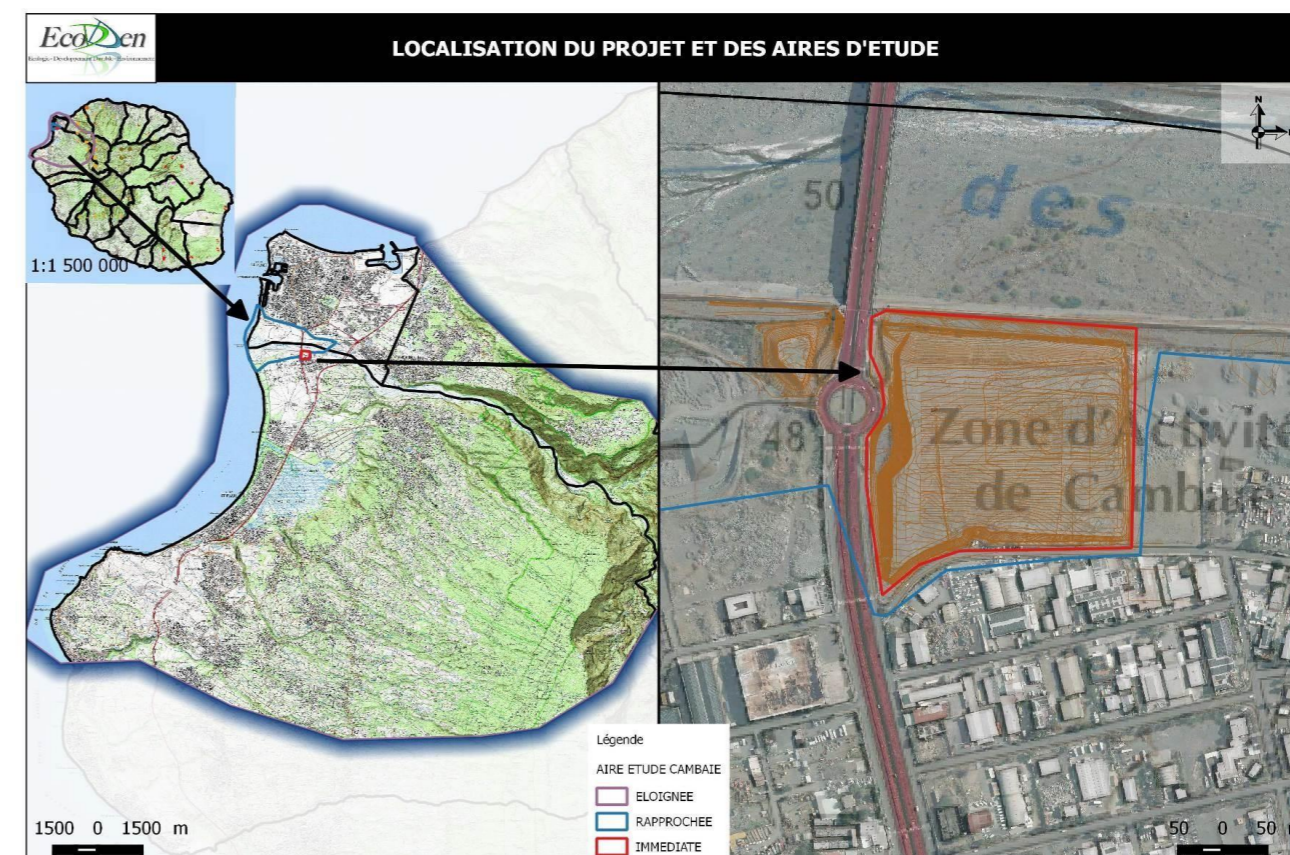 EcoDDen
Ecologie - Developpement Durable - Environnement
LOCALISATION DU PROJET ET DES AIRES D'ETUDE
1:1 500 000
N
50
des
48
Zone d'Activité
de Cambaie
Légende
AIRE ETUDE CAMBAIE
ELOIGNEE
RAPPROCHEE
IMMEDIATE
1500 0 1500 m
50 0 50